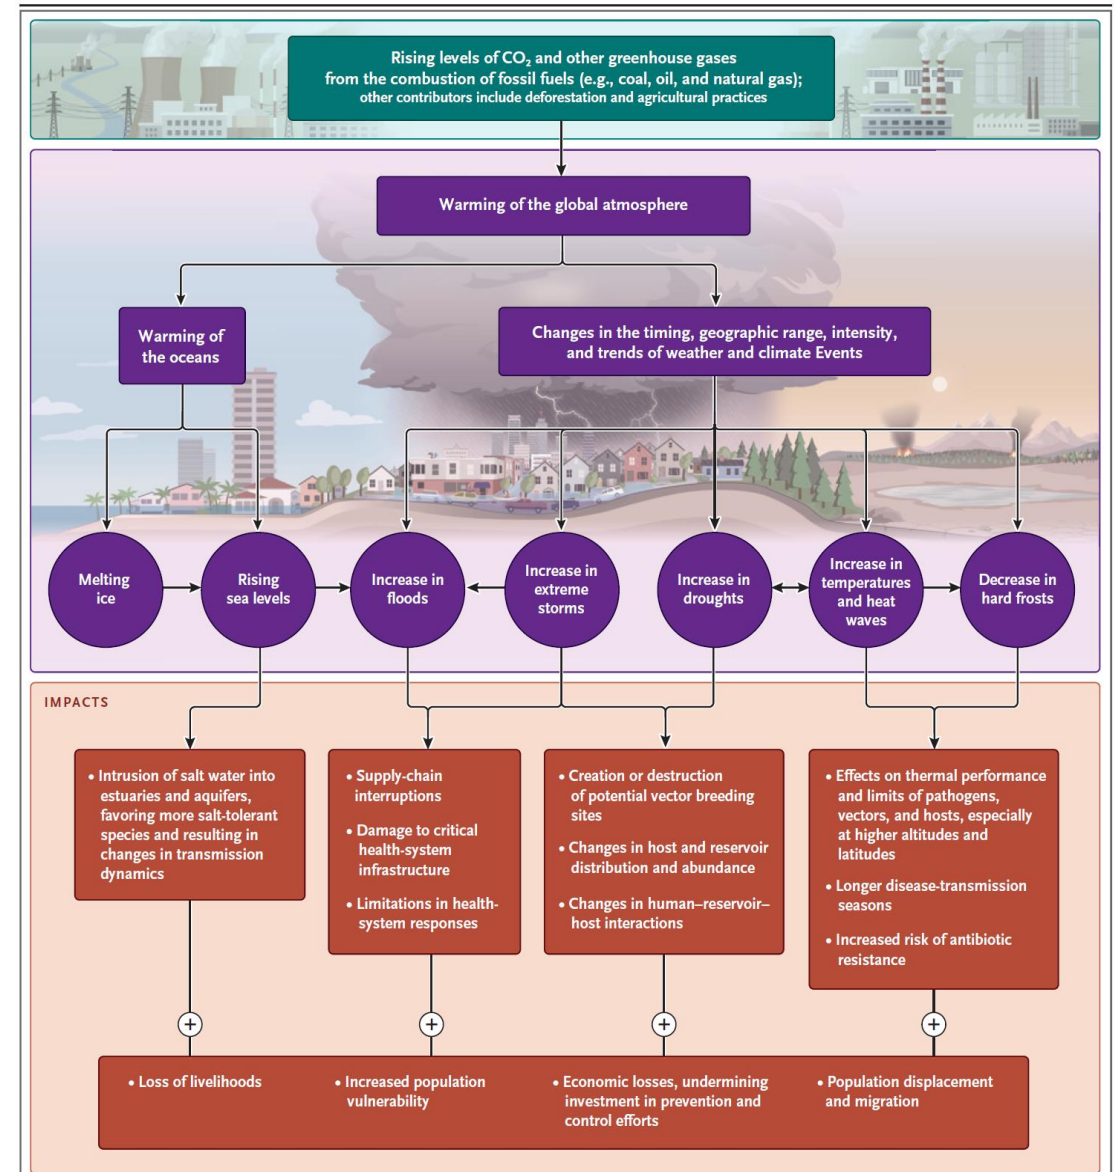 Rising levels of CO₂ and other greenhouse gases
from the combustion of fossil fuels (e.g., coal, oil, and natural gas);
other contributors include deforestation and agricultural practices
Warming of the global atmosphere
Warming of
the oceans
Changes in the timing, geographic range, intensity,
and trends of weather and climate Events
Melting
ice
Rising
sea levels
Increase in
floods
Increase in
extreme
storms
Increase in
droughts
Increase in
temperatures
and heat
waves
Decrease in
hard frosts
IMPACTS
• Intrusion of salt water into
estuaries and aquifers,
favoring more salt-tolerant
species and resulting in
changes in transmission
dynamics
• Supply-chain
interruptions
• Damage to critical
health-system
infrastructure
• Limitations in health-
system responses
• Creation or destruction
of potential vector breeding
sites
• Changes in host and reservoir
distribution and abundance
• Changes in human–reservoir–
host interactions
• Effects on thermal performance
and limits of pathogens,
vectors, and hosts, especially
at higher altitudes and
latitudes
• Longer disease-transmission
seasons
• Increased risk of antibiotic
resistance
+
+
+
+
• Loss of livelihoods
• Increased population
vulnerability
• Economic losses, undermining
investment in prevention and
control efforts
• Population displacement
and migration